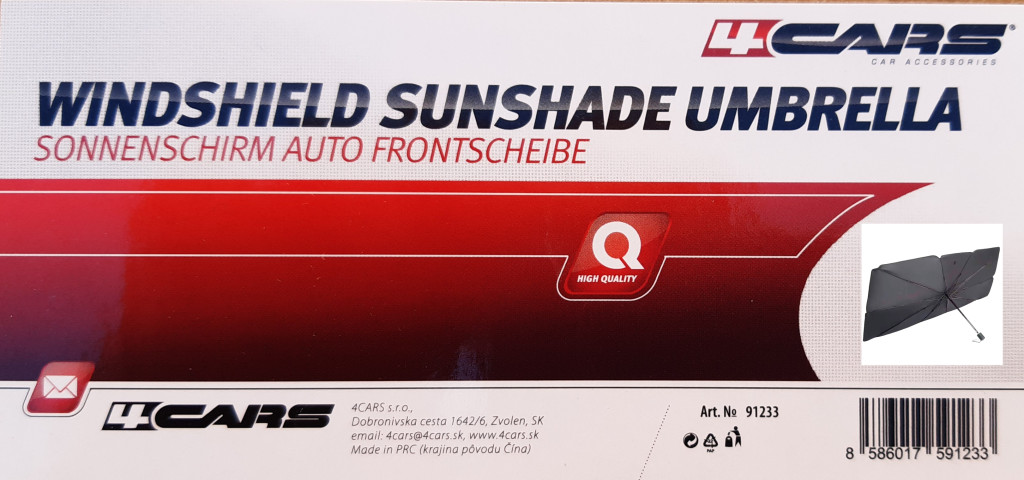 4CARS®
CAR ACCESSORIES
WINDSHIELD SUNSHADE UMBRELLA
SONNENSCHIRM AUTO FRONTSCHEIBE
Q
HIGH QUALITY
4CARS
4CARS s.r.o.,
Dobronivska cesta 1642/6, Zvolen, SK
email: 4cars@4cars.sk, www.4cars.sk
Made in PRC (krajina pôvodu Čína)
Art. № 91233
PAP
8 586017 591233